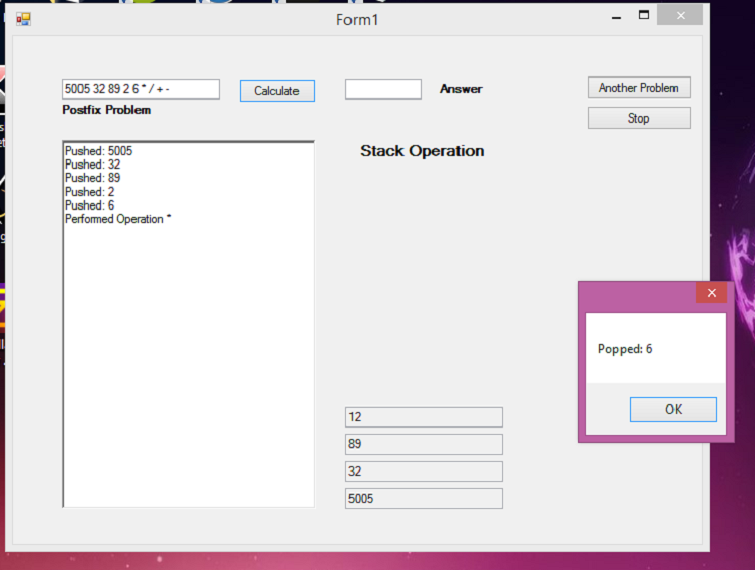 Form1
5005 32 89 2 6 * / + -
Calculate
Answer
Another Problem
Postfix Problem
Stop
Pushed: 5005
Pushed: 32
Pushed: 89
Pushed: 2
Pushed: 6
Performed Operation *
Stack Operation
Popped: 6
OK
12
89
32
5005